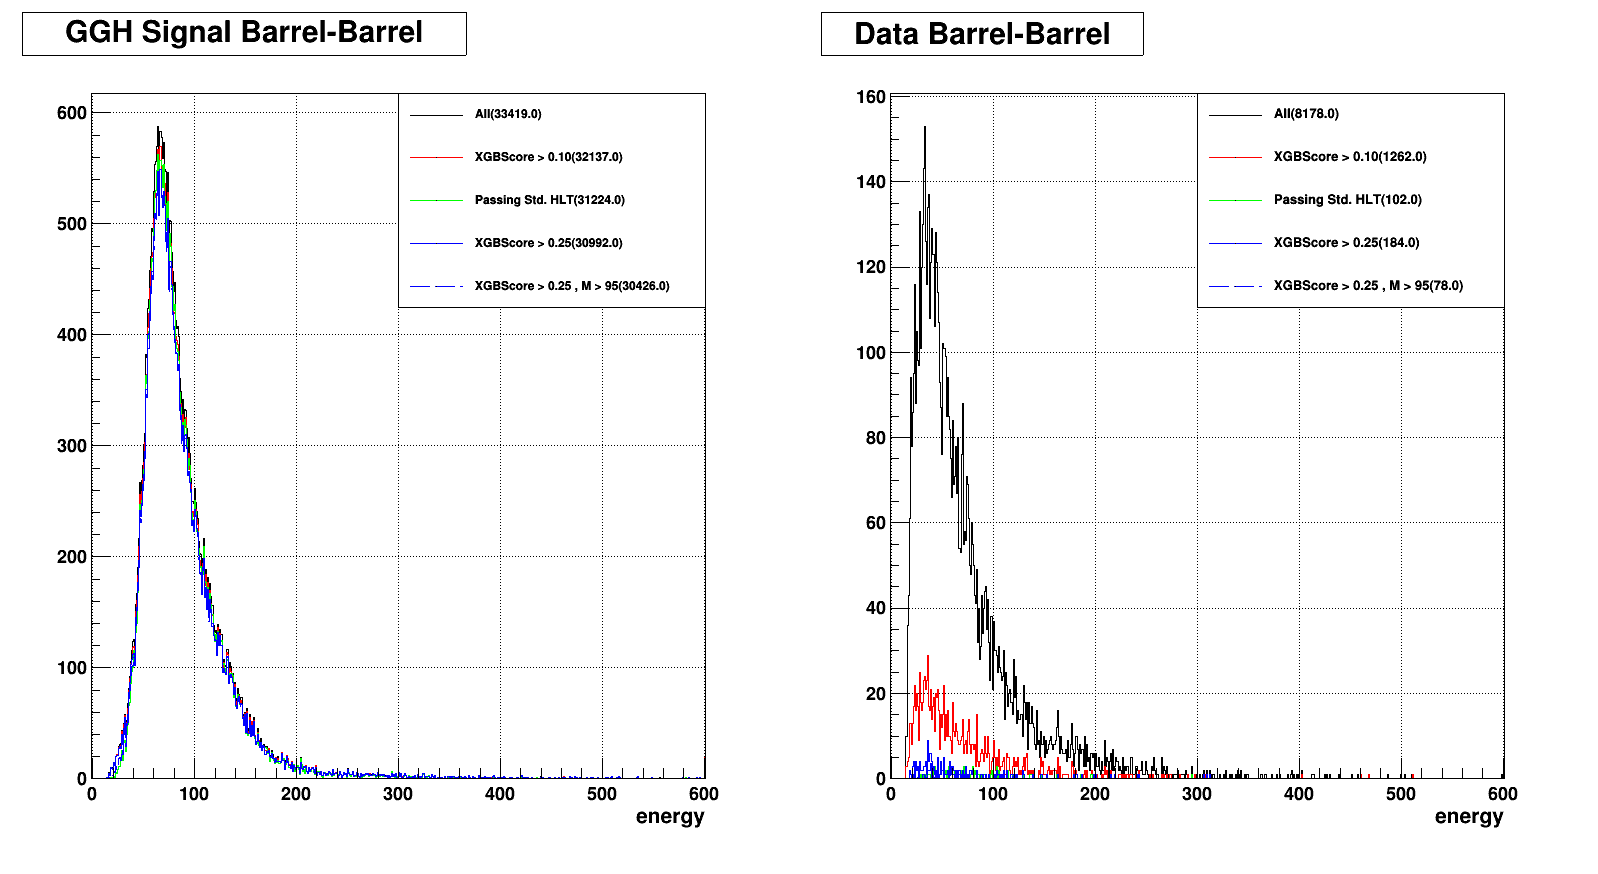 GGH Signal Barrel-Barrel
600
500
400
300
200
100
0
0 100 200 300 400 500 600
energy
All(33419.0)
XGBScore > 0.10(32137.0)
Passing Std. HLT(31224.0)
XGBScore > 0.25(30992.0)
XGBScore > 0.25 , M > 95(30426.0)
Data Barrel-Barrel
160
140
120
100
80
60
40
20
0
0 100 200 300 400 500 600
energy
All(8178.0)
XGBScore > 0.10(1262.0)
Passing Std. HLT(102.0)
XGBScore > 0.25(184.0)
XGBScore > 0.25 , M > 95(78.0)